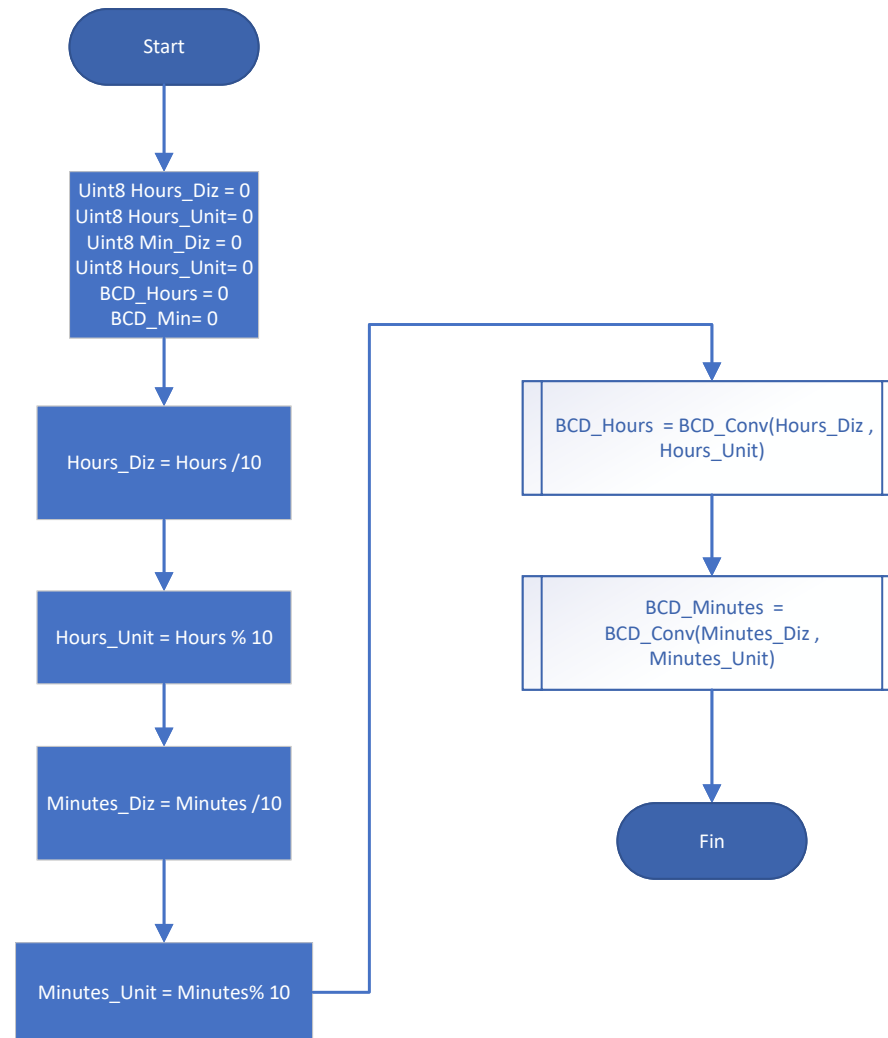 Start
Uint8 Hours_Diz = 0
Uint8 Hours_Unit= 0
Uint8 Min_Diz = 0
Uint8 Hours_Unit= 0
BCD_Hours = 0
BCD_Min= 0
Hours_Diz = Hours /10
Hours_Unit = Hours % 10
Minutes_Diz = Minutes /10
Minutes_Unit = Minutes% 10
BCD_Hours  = BCD_Conv(Hours_Diz ,
Hours_Unit)
BCD_Minutes  =
BCD_Conv(Minutes_Diz ,
Minutes_Unit)
Fin